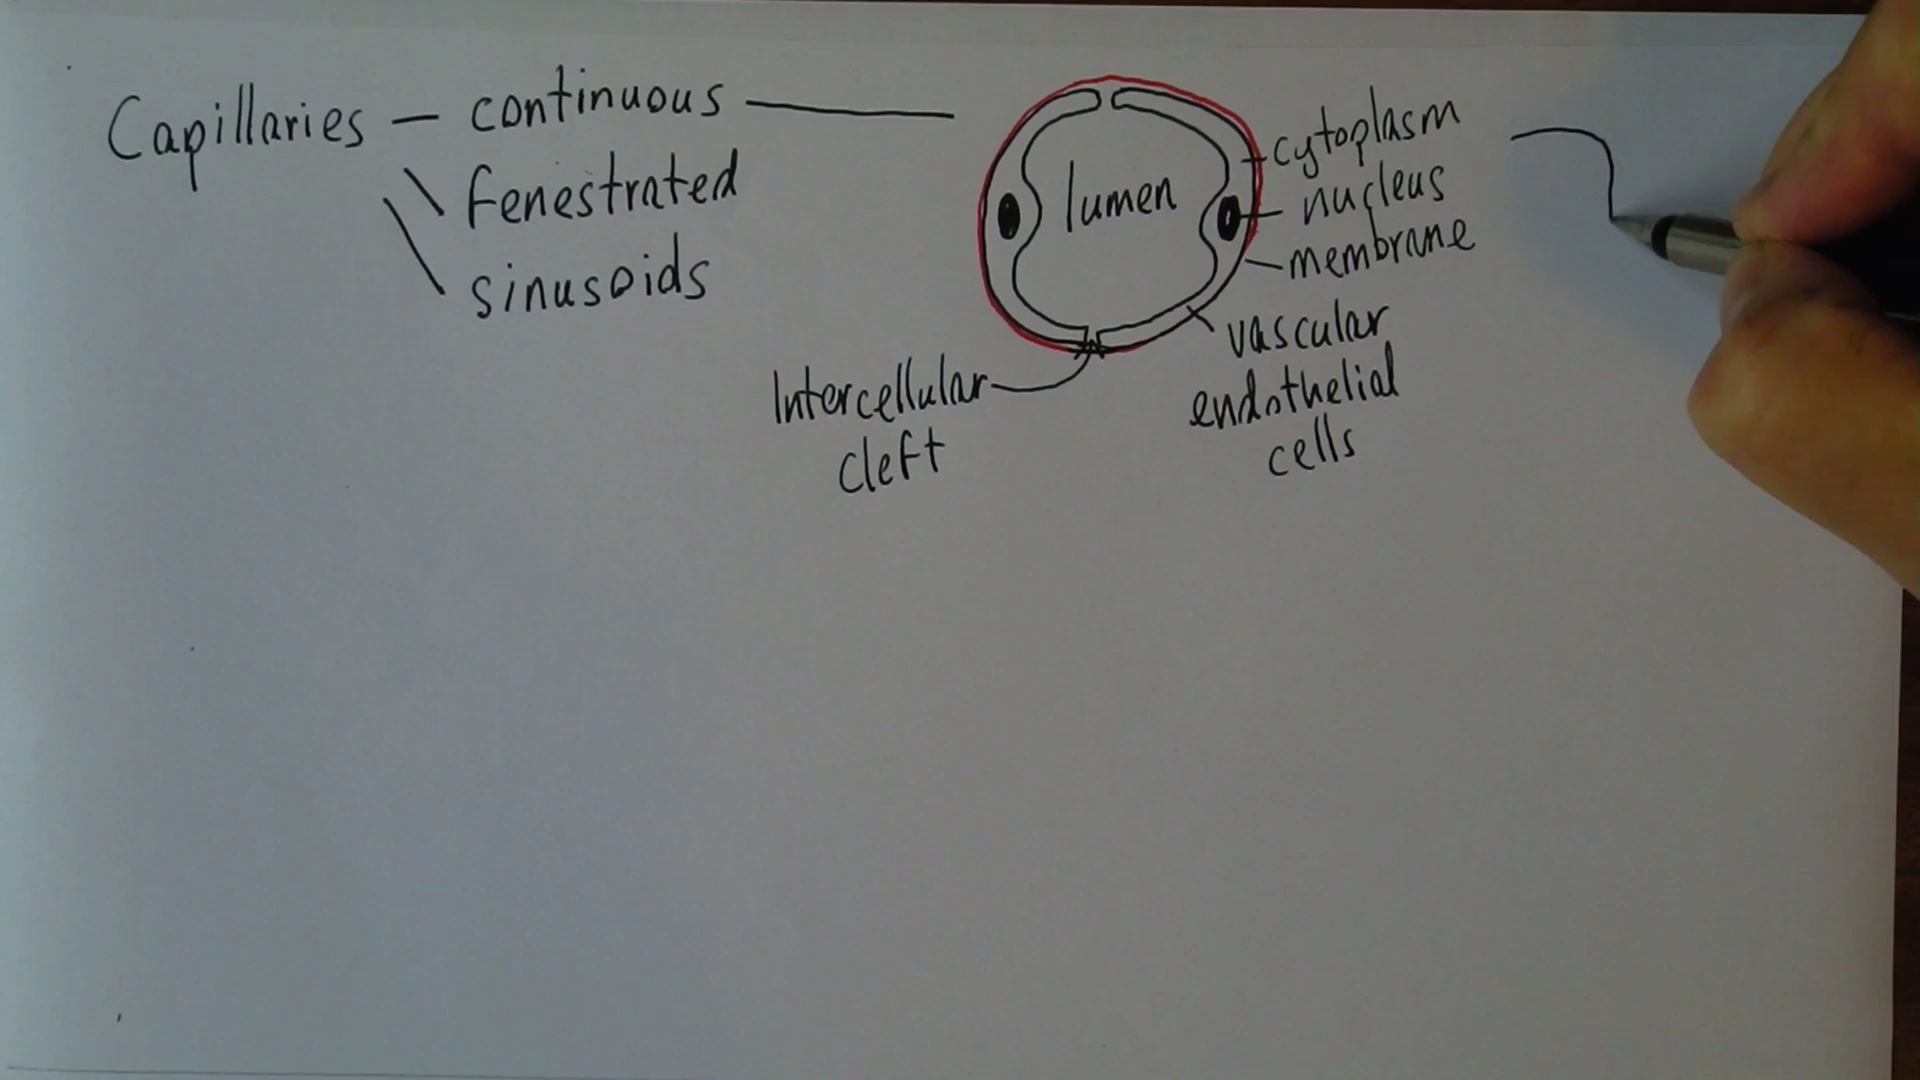 Capillaries – continuous
fenestrated
sinusoids
lumen
cytoplasm
nucleus
membrane
vascular
endothelial
cells
Intercellular
cleft